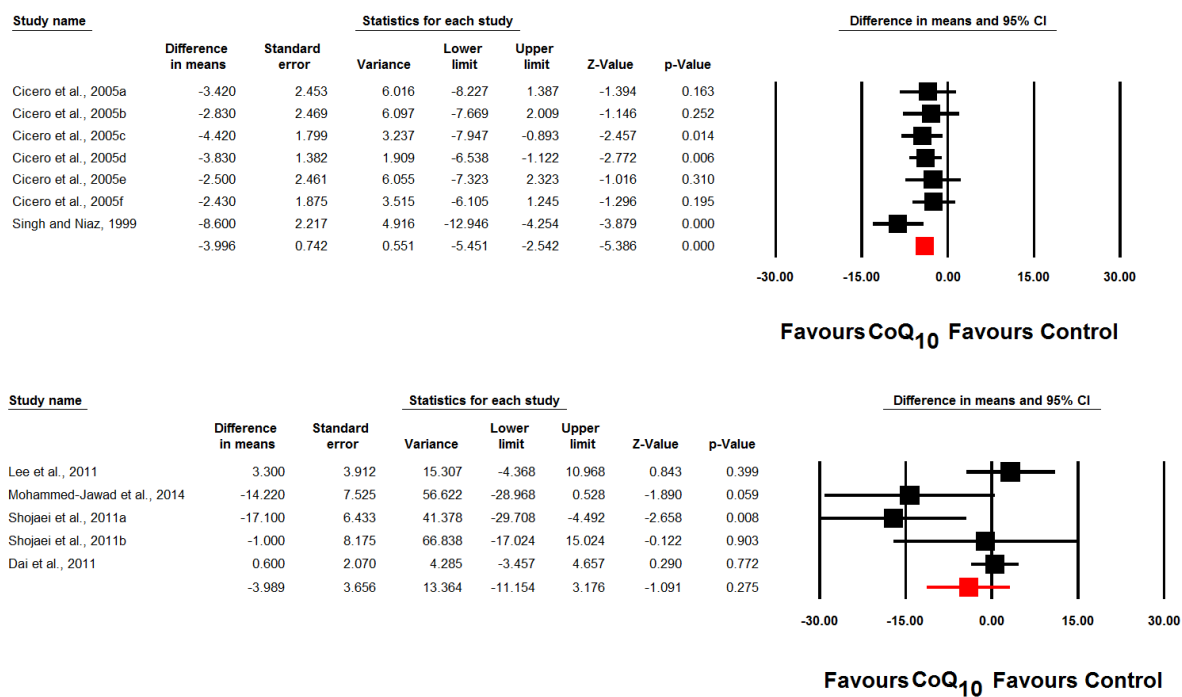 Study name Statistics for each study Difference in means and 95% CI
Difference in means Standard error Variance Lower limit Upper limit Z-Value p-Value
Cicero et al., 2005a -3.420 2.453 6.016 -8.227 1.387 -1.394 0.163
Cicero et al., 2005b -2.830 2.469 6.097 -7.669 2.009 -1.146 0.252
Cicero et al., 2005c -4.420 1.799 3.237 -7.947 -0.893 -2.457 0.014
Cicero et al., 2005d -3.830 1.382 1.909 -6.538 -1.122 -2.772 0.006
Cicero et al., 2005e -2.500 2.461 6.055 -7.323 2.323 -1.016 0.310
Cicero et al., 2005f -2.430 1.875 3.515 -6.105 1.245 -1.296 0.195
Singh and Niaz, 1999 -8.600 2.217 4.916 -12.946 -4.254 -3.879 0.000
-3.996 0.742 0.551 -5.451 -2.542 -5.386 0.000
-30.00 -15.00 0.00 15.00 30.00
Favours CoQ10 Favours Control
Study name Statistics for each study Difference in means and 95% CI
Difference in means Standard error Variance Lower limit Upper limit Z-Value p-Value
Lee et al., 2011 3.300 3.912 15.307 -4.368 10.968 0.843 0.399
Mohammed-Jawad et al., 2014 -14.220 7.525 56.622 -28.968 0.528 -1.890 0.059
Shojaei et al., 2011a -17.100 6.433 41.378 -29.708 -4.492 -2.658 0.008
Shojaei et al., 2011b -1.000 8.175 66.838 -17.024 15.024 -0.122 0.903
Dai et al., 2011 0.600 2.070 4.285 -3.457 4.657 0.290 0.772
-3.989 3.656 13.364 -11.154 3.176 -1.091 0.275
-30.00 -15.00 0.00 15.00 30.00
Favours CoQ10 Favours Control